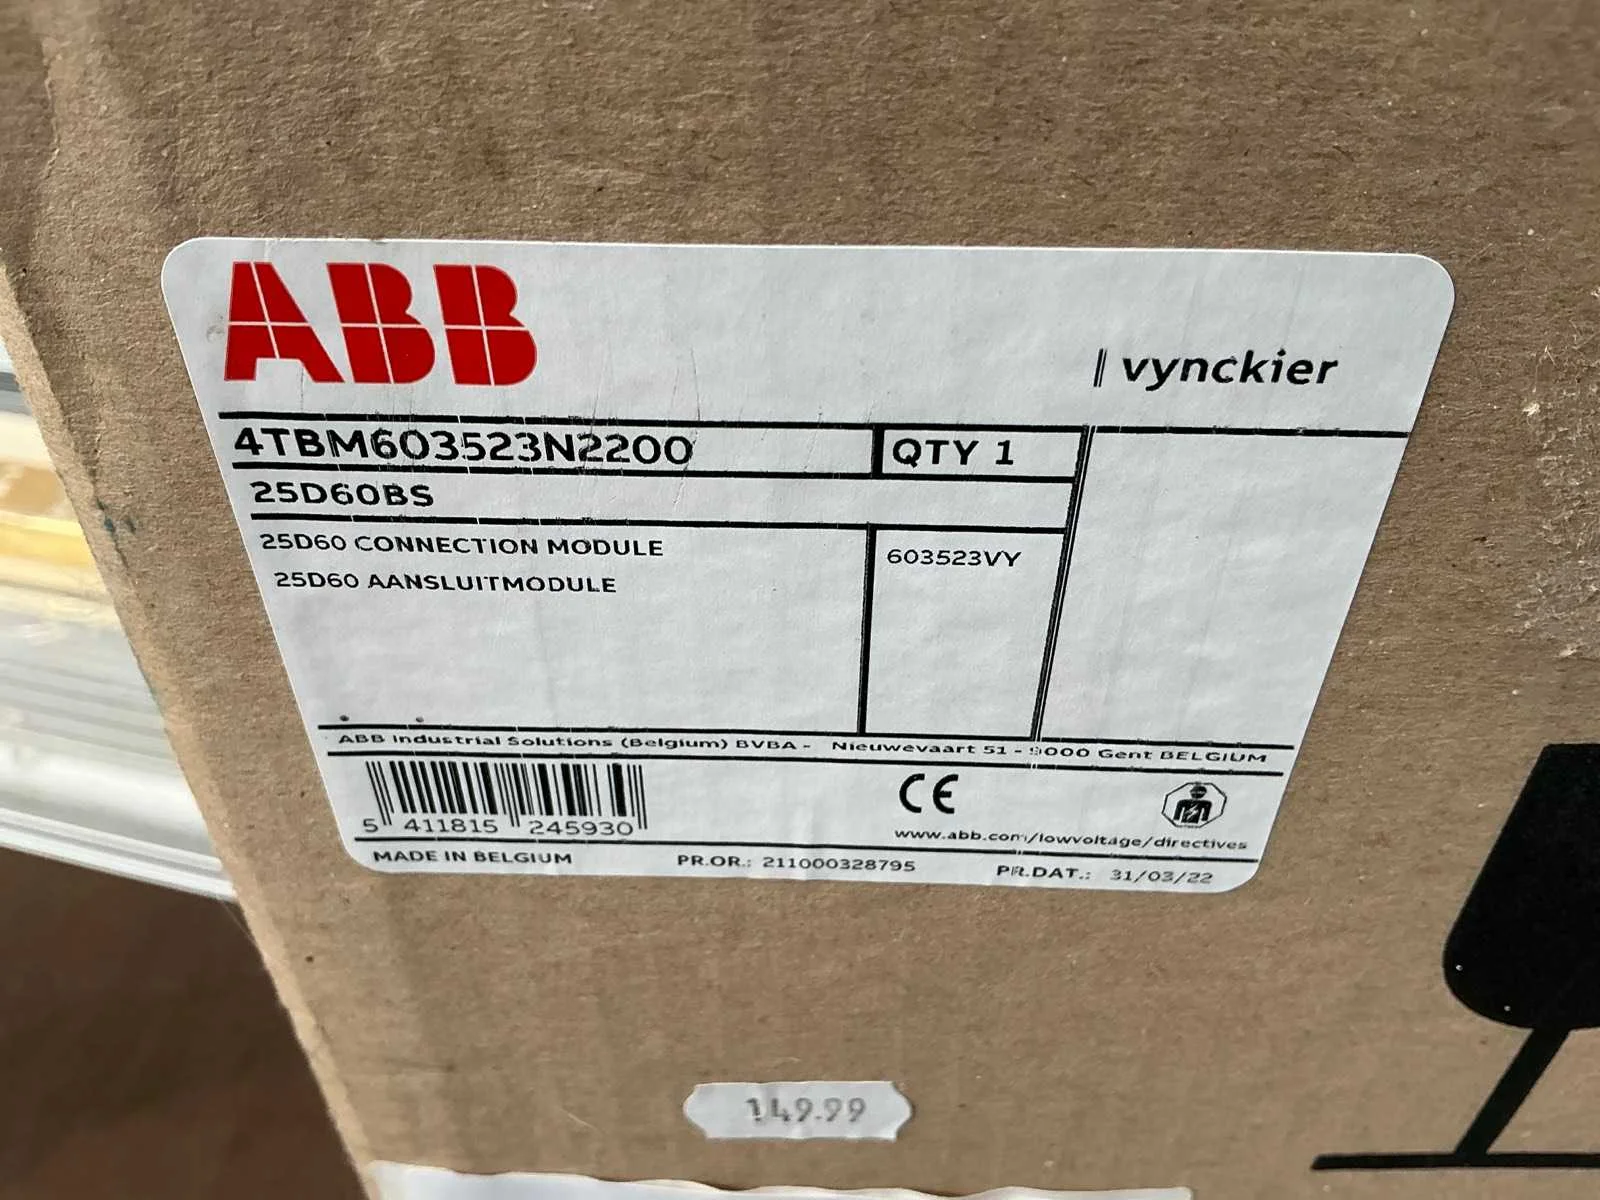 ABB
vynckier
4TBM603523N2200 QTY 1
25D60BS
25D60 CONNECTION MODULE 603523VY
25D60 AANSLUITMODULE
ABB Industrial Solutions (Belgium) BVBA - Nieuwevaart 51 - 9000 Gent BELGIUM
5 411815 245930
CE
www.abb.com/lowvoltage/directives
MADE IN BELGIUM PR.OR.: 211000328795 PR.DAT.: 31/03/22
149.99